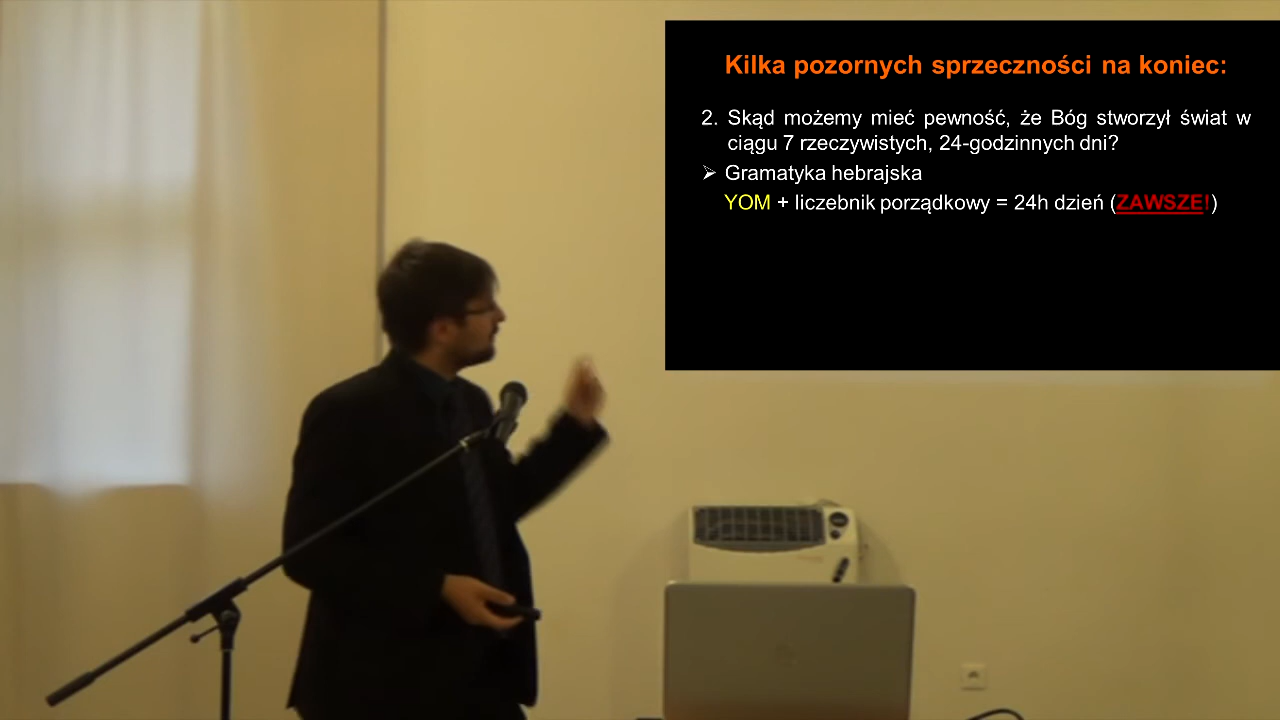 Kilka pozornych sprzeczności na koniec:
2. Skąd możemy mieć pewność, że Bóg stworzył świat w
ciągu 7 rzeczywistych, 24-godzinnych dni?
➢ Gramatyka hebrajska
YOM + liczebnik porządkowy = 24h dzień (ZAWSZE!)